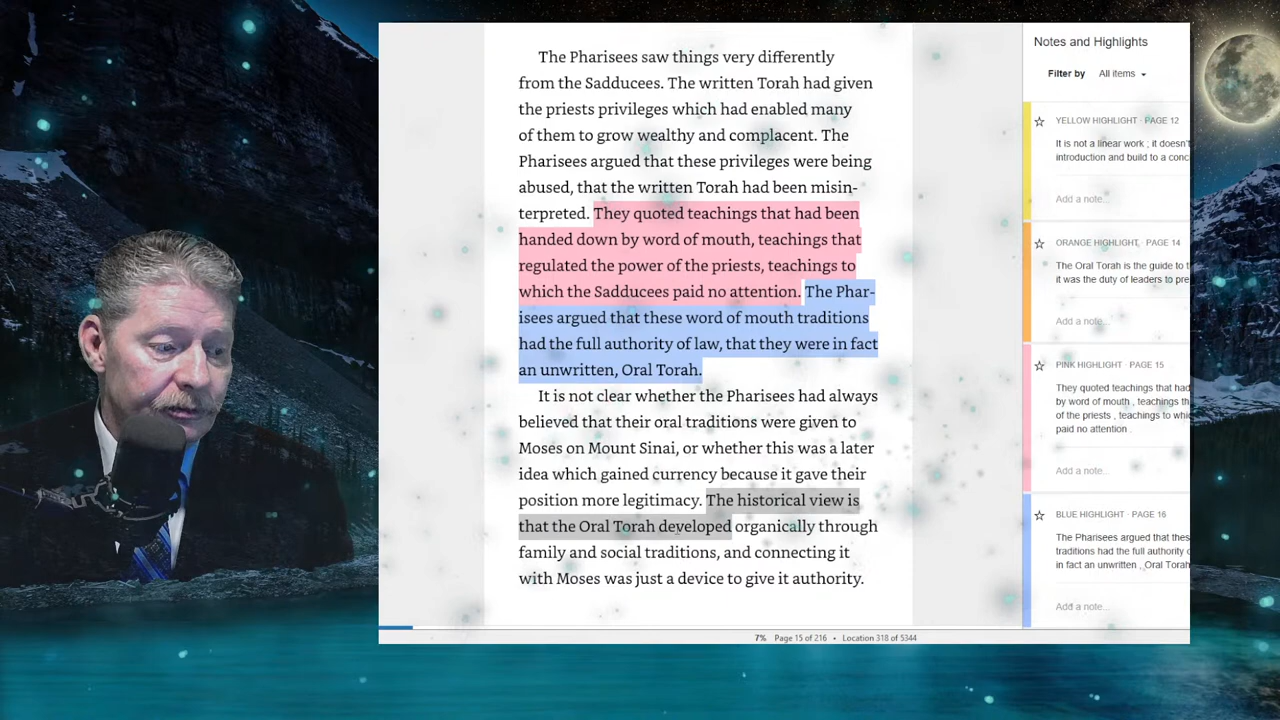 The Pharisees saw things very differently
from the Sadducees. The written Torah had given
the priests privileges which had enabled many
of them to grow wealthy and complacent. The
Pharisees argued that these privileges were being
abused, that the written Torah had been misin-
terpreted. They quoted teachings that had been
handed down by word of mouth, teachings that
regulated the power of the priests, teachings to
which the Sadducees paid no attention. The Phar-
isees argued that these word of mouth traditions
had the full authority of law, that they were in fact
an unwritten, Oral Torah.
It is not clear whether the Pharisees had always
believed that their oral traditions were given to
Moses on Mount Sinai, or whether this was a later
idea which gained currency because it gave their
position more legitimacy. The historical view is
that the Oral Torah developed organically through
family and social traditions, and connecting it
with Moses was just a device to give it authority.
7% Page 15 of 216 • Location 318 of 5344
Notes and Highlights
Filter by All items
YELLOW HIGHLIGHT · PAGE 12
It is not a linear work ; it doesn't
introduction and build to a conc
Add a note...
ORANGE HIGHLIGHT · PAGE 14
The Oral Torah is the guide to t
it was the duty of leaders to pre
Add a note...
PINK HIGHLIGHT · PAGE 15
They quoted teachings that had
by word of mouth , teachings th
of the priests , teachings to whic
paid no attention .
Add a note...
BLUE HIGHLIGHT · PAGE 16
The Pharisees argued that thes
traditions had the full authority o
in fact an unwritten , Oral Torah
Add a note...